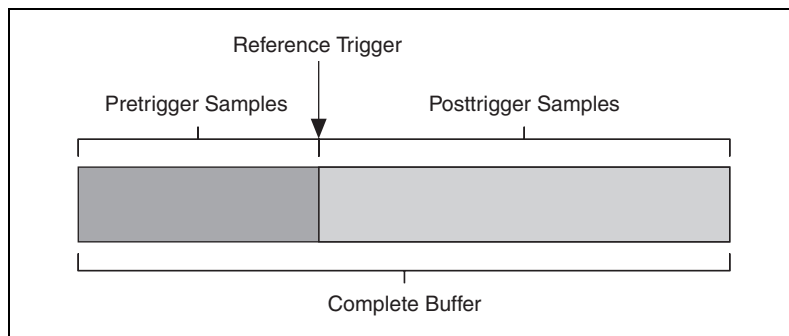 Reference Trigger
Pretrigger Samples
Posttrigger Samples
Complete Buffer